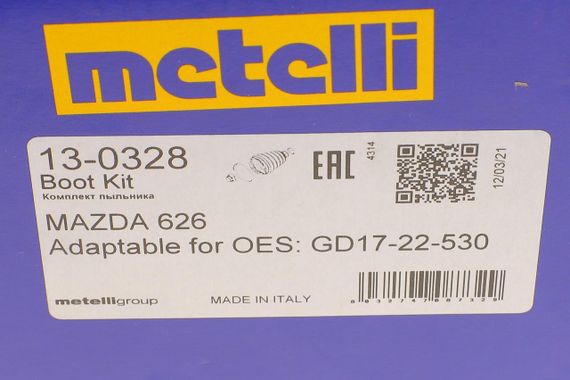 metelli
13-0328
Boot Kit
Комплект пыльника
EAC
4314
12/03/21
MAZDA 626
Adaptable for OES: GD17-22-530
metelligroup
MADE IN ITALY